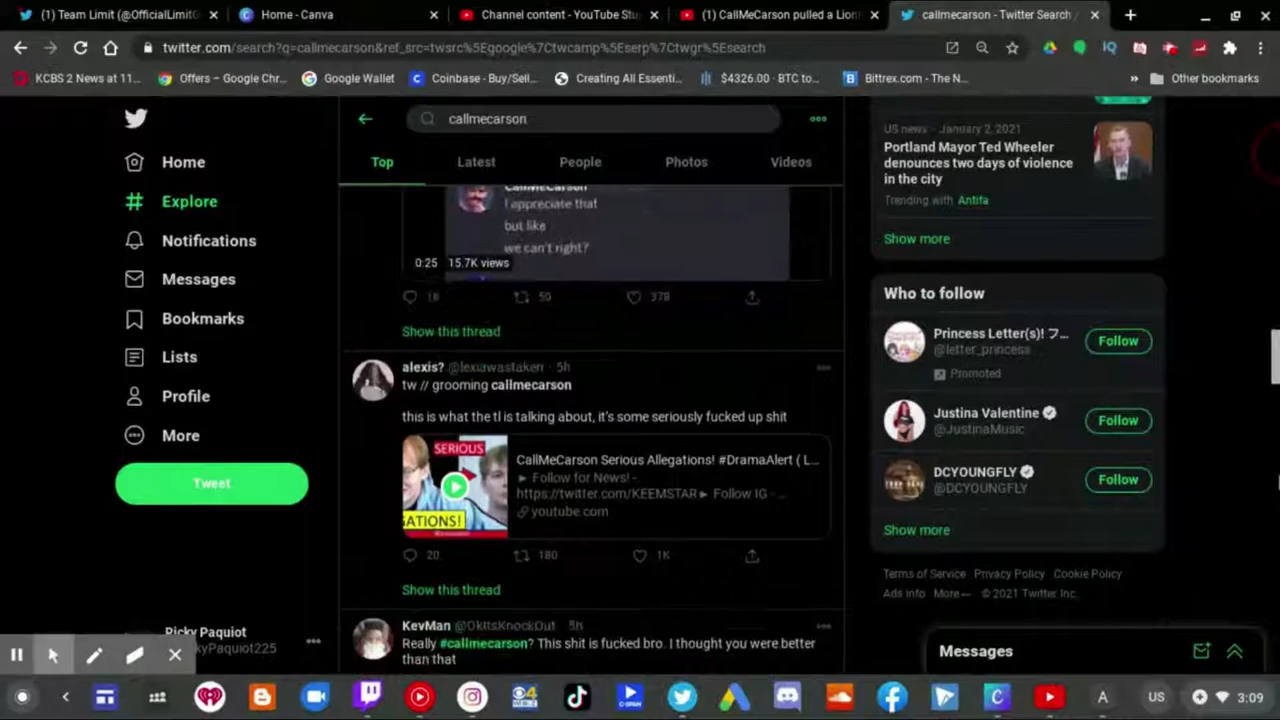 (1) Team Limit (@OfficialLimitG
Home - Canva
Channel content - YouTube Stu
(1) CallMeCarson pulled a Lion
callmecarson - Twitter Search /
twitter.com/search?q=callmecarson&ref_src=twsrc%5Egoogle%7Ctwcamp%5Eserp%7Ctwgr%5Esearch
KCBS 2 News at 11...
Offers – Google Chr...
Google Wallet
Coinbase - Buy/Sell...
Creating All Essenti...
$4326.00 · BTC to...
Bittrex.com - The N...
Other bookmarks
Home
Explore
Notifications
Messages
Bookmarks
Lists
Profile
More
Tweet
Ricky Paquiot
kyPaquiot225
callmecarson
Top
Latest
People
Photos
Videos
CallMeCarson
I appreciate that
but like
we can't right?
0:25 15.7K views
18 50 378
Show this thread
alexis? @lexiawastaken · 5h
tw // grooming callmecarson
this is what the tl is talking about, it's some seriously fucked up shit
SERIOUS
GATIONS!
CallMeCarson Serious Allegations! #DramaAlert ( L...
► Follow for News! -
https://twitter.com/KEEMSTAR► Follow IG - ...
youtube.com
20 180 1K
Show this thread
KevMan @OkItsKnockOut · 5h
Really #callmecarson? This shit is fucked bro. I thought you were better
than that
US news · January 2, 2021
Portland Mayor Ted Wheeler
denounces two days of violence
in the city
Trending with Antifa
Show more
Who to follow
Princess Letter(s)! フ...
@letter_princess
Promoted
Follow
Justina Valentine
@JustinaMusic
Follow
DCYOUNGFLY
@DCYOUNGFLY
Follow
Show more
Terms of Service Privacy Policy Cookie Policy
Ads info More © 2021 Twitter, Inc.
Messages
A
US
3:09